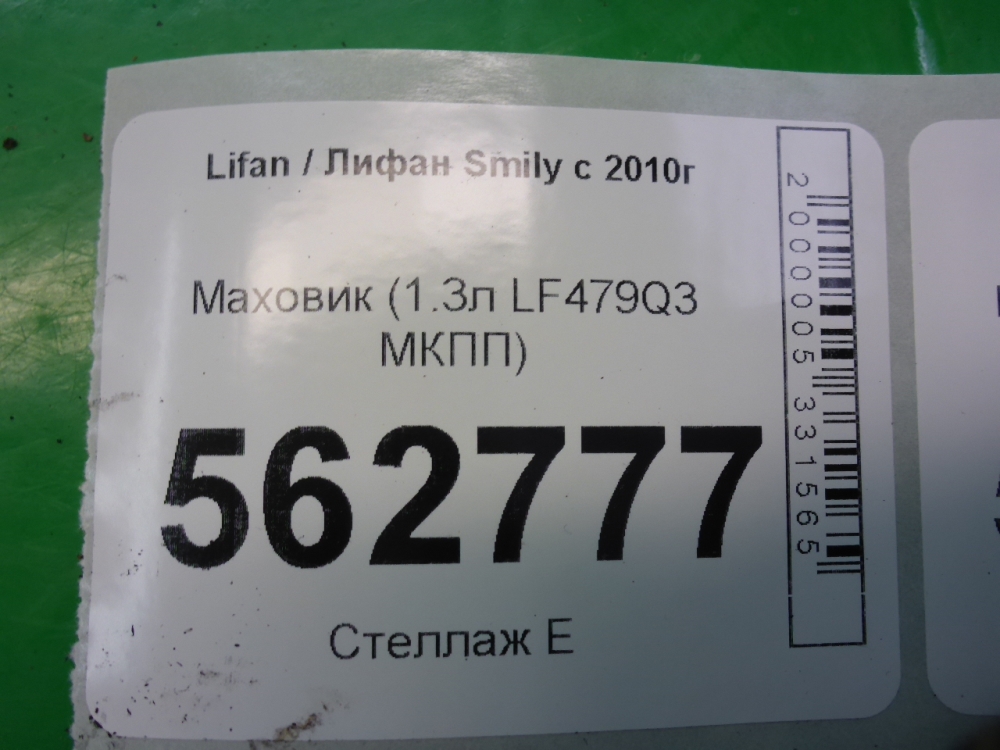 Lifan / Лифан Smily с 2010г
Маховик (1.3л LF479Q3
МКПП)
562777
Стеллаж Е
2000005331565